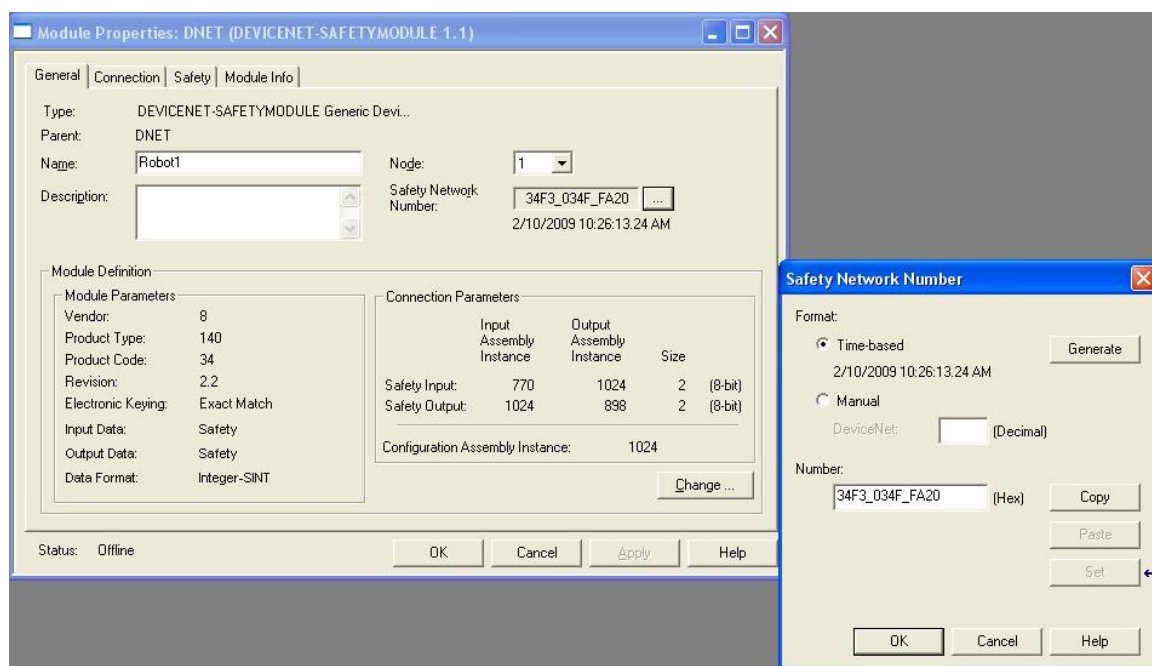 Module Properties: DNET (DEVICENET-SAFETYMODULE 1.1)
General Connection Safety Module Info
Type: DEVICENET-SAFETYMODULE Generic Devi...
Parent: DNET
Name: Robot1 Node: 1
Description: Safety Network Number: 34F3_034F_FA20 ...
2/10/2009 10:26:13.24 AM
Module Definition
Module Parameters
Vendor: 8
Product Type: 140
Product Code: 34
Revision: 2.2
Electronic Keying: Exact Match
Input Data: Safety
Output Data: Safety
Data Format: Integer-SINT
Connection Parameters
Input Assembly Instance Output Assembly Instance Size
Safety Input: 770 1024 2 (8-bit)
Safety Output: 1024 898 2 (8-bit)
Configuration Assembly Instance: 1024
Change ...
Status: Offline OK Cancel Apply Help
Safety Network Number
Format:
Time-based Generate
2/10/2009 10:26:13.24 AM
Manual
DeviceNet: (Decimal)
Number:
34F3_034F_FA20 (Hex) Copy
Paste
Set
OK Cancel Help